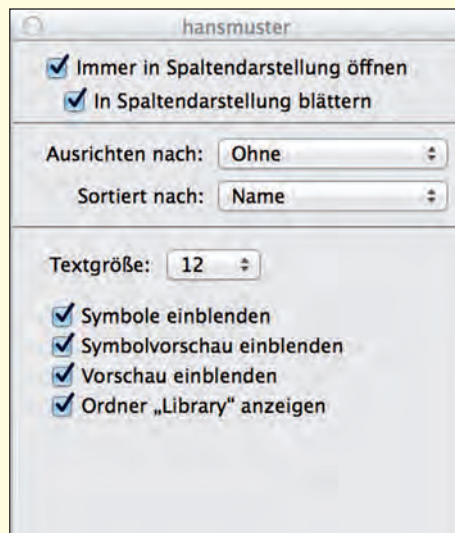 hansmuster
Immer in Spaltendarstellung öffnen
In Spaltendarstellung blättern
Ausrichten nach: Ohne
Sortiert nach: Name
Textgröße: 12
Symbole einblenden
Symbolvorschau einblenden
Vorschau einblenden
Ordner „Library“ anzeigen